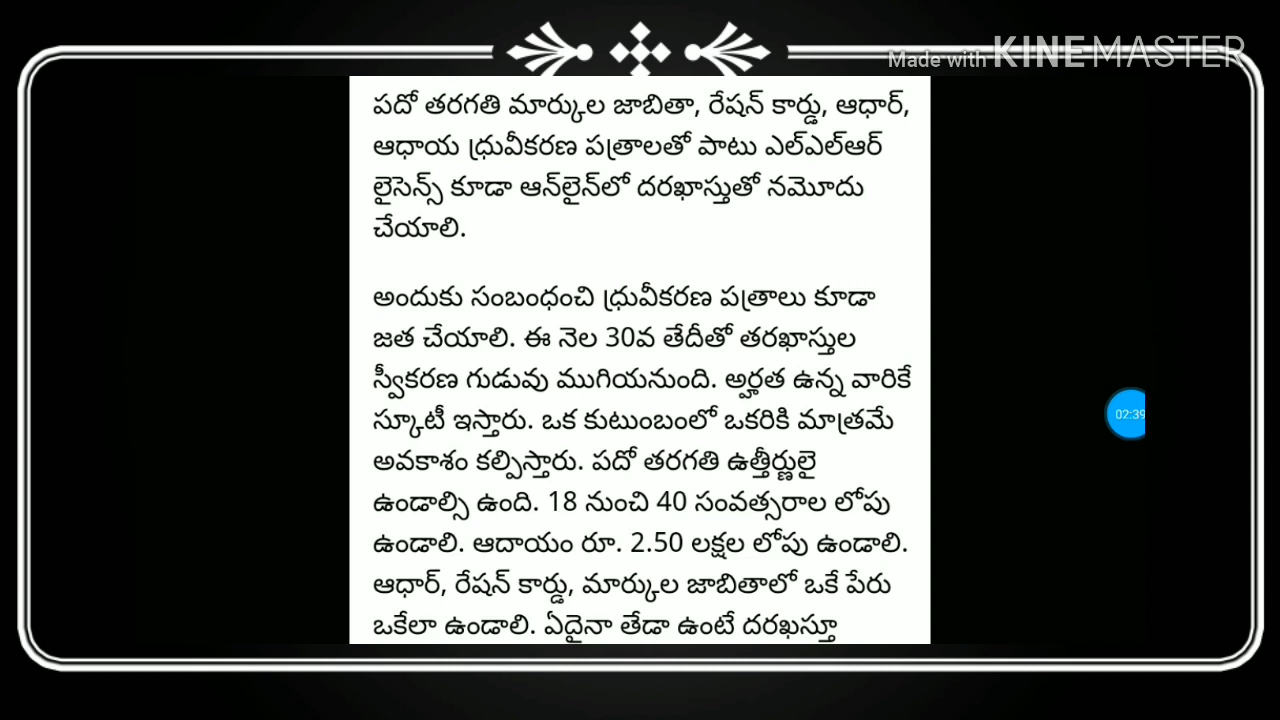 Made with KINEMASTER
పదో తరగతి మార్కుల జాబితా, రేషన్ కార్డు, ఆధార్,
ఆధాయ ధ్రువీకరణ పత్రాలతో పాటు ఎల్ఎల్ఆర్
లైసెన్స్ కూడా ఆన్‌లైన్‌లో దరఖాస్తుతో నమొదు
చేయాలి.
అందుకు సంబంధంచి ధ్రువీకరణ పత్రాలు కూడా
జత చేయాలి. ఈ నెల 30వ తేదీతో తరఖాస్తుల
స్వీకరణ గుడువు ముగియనుంది. అర్హత ఉన్న వారికే
స్కూటీ ఇస్తారు. ఒక కుటుంబంలో ఒకరికి మాత్రమే
అవకాశం కల్పిస్తారు. పదో తరగతి ఉత్తీర్ణులై
ఉండాల్సి ఉంది. 18 నుంచి 40 సంవత్సరాల లోపు
ఉండాలి. ఆదాయం రూ. 2.50 లక్షల లోపు ఉండాలి.
ఆధార్, రేషన్ కార్డు, మార్కుల జాబితాలో ఒకే పేరు
ఒకేలా ఉండాలి. ఏదైనా తేడా ఉంటే దరఖస్తూ
02:39